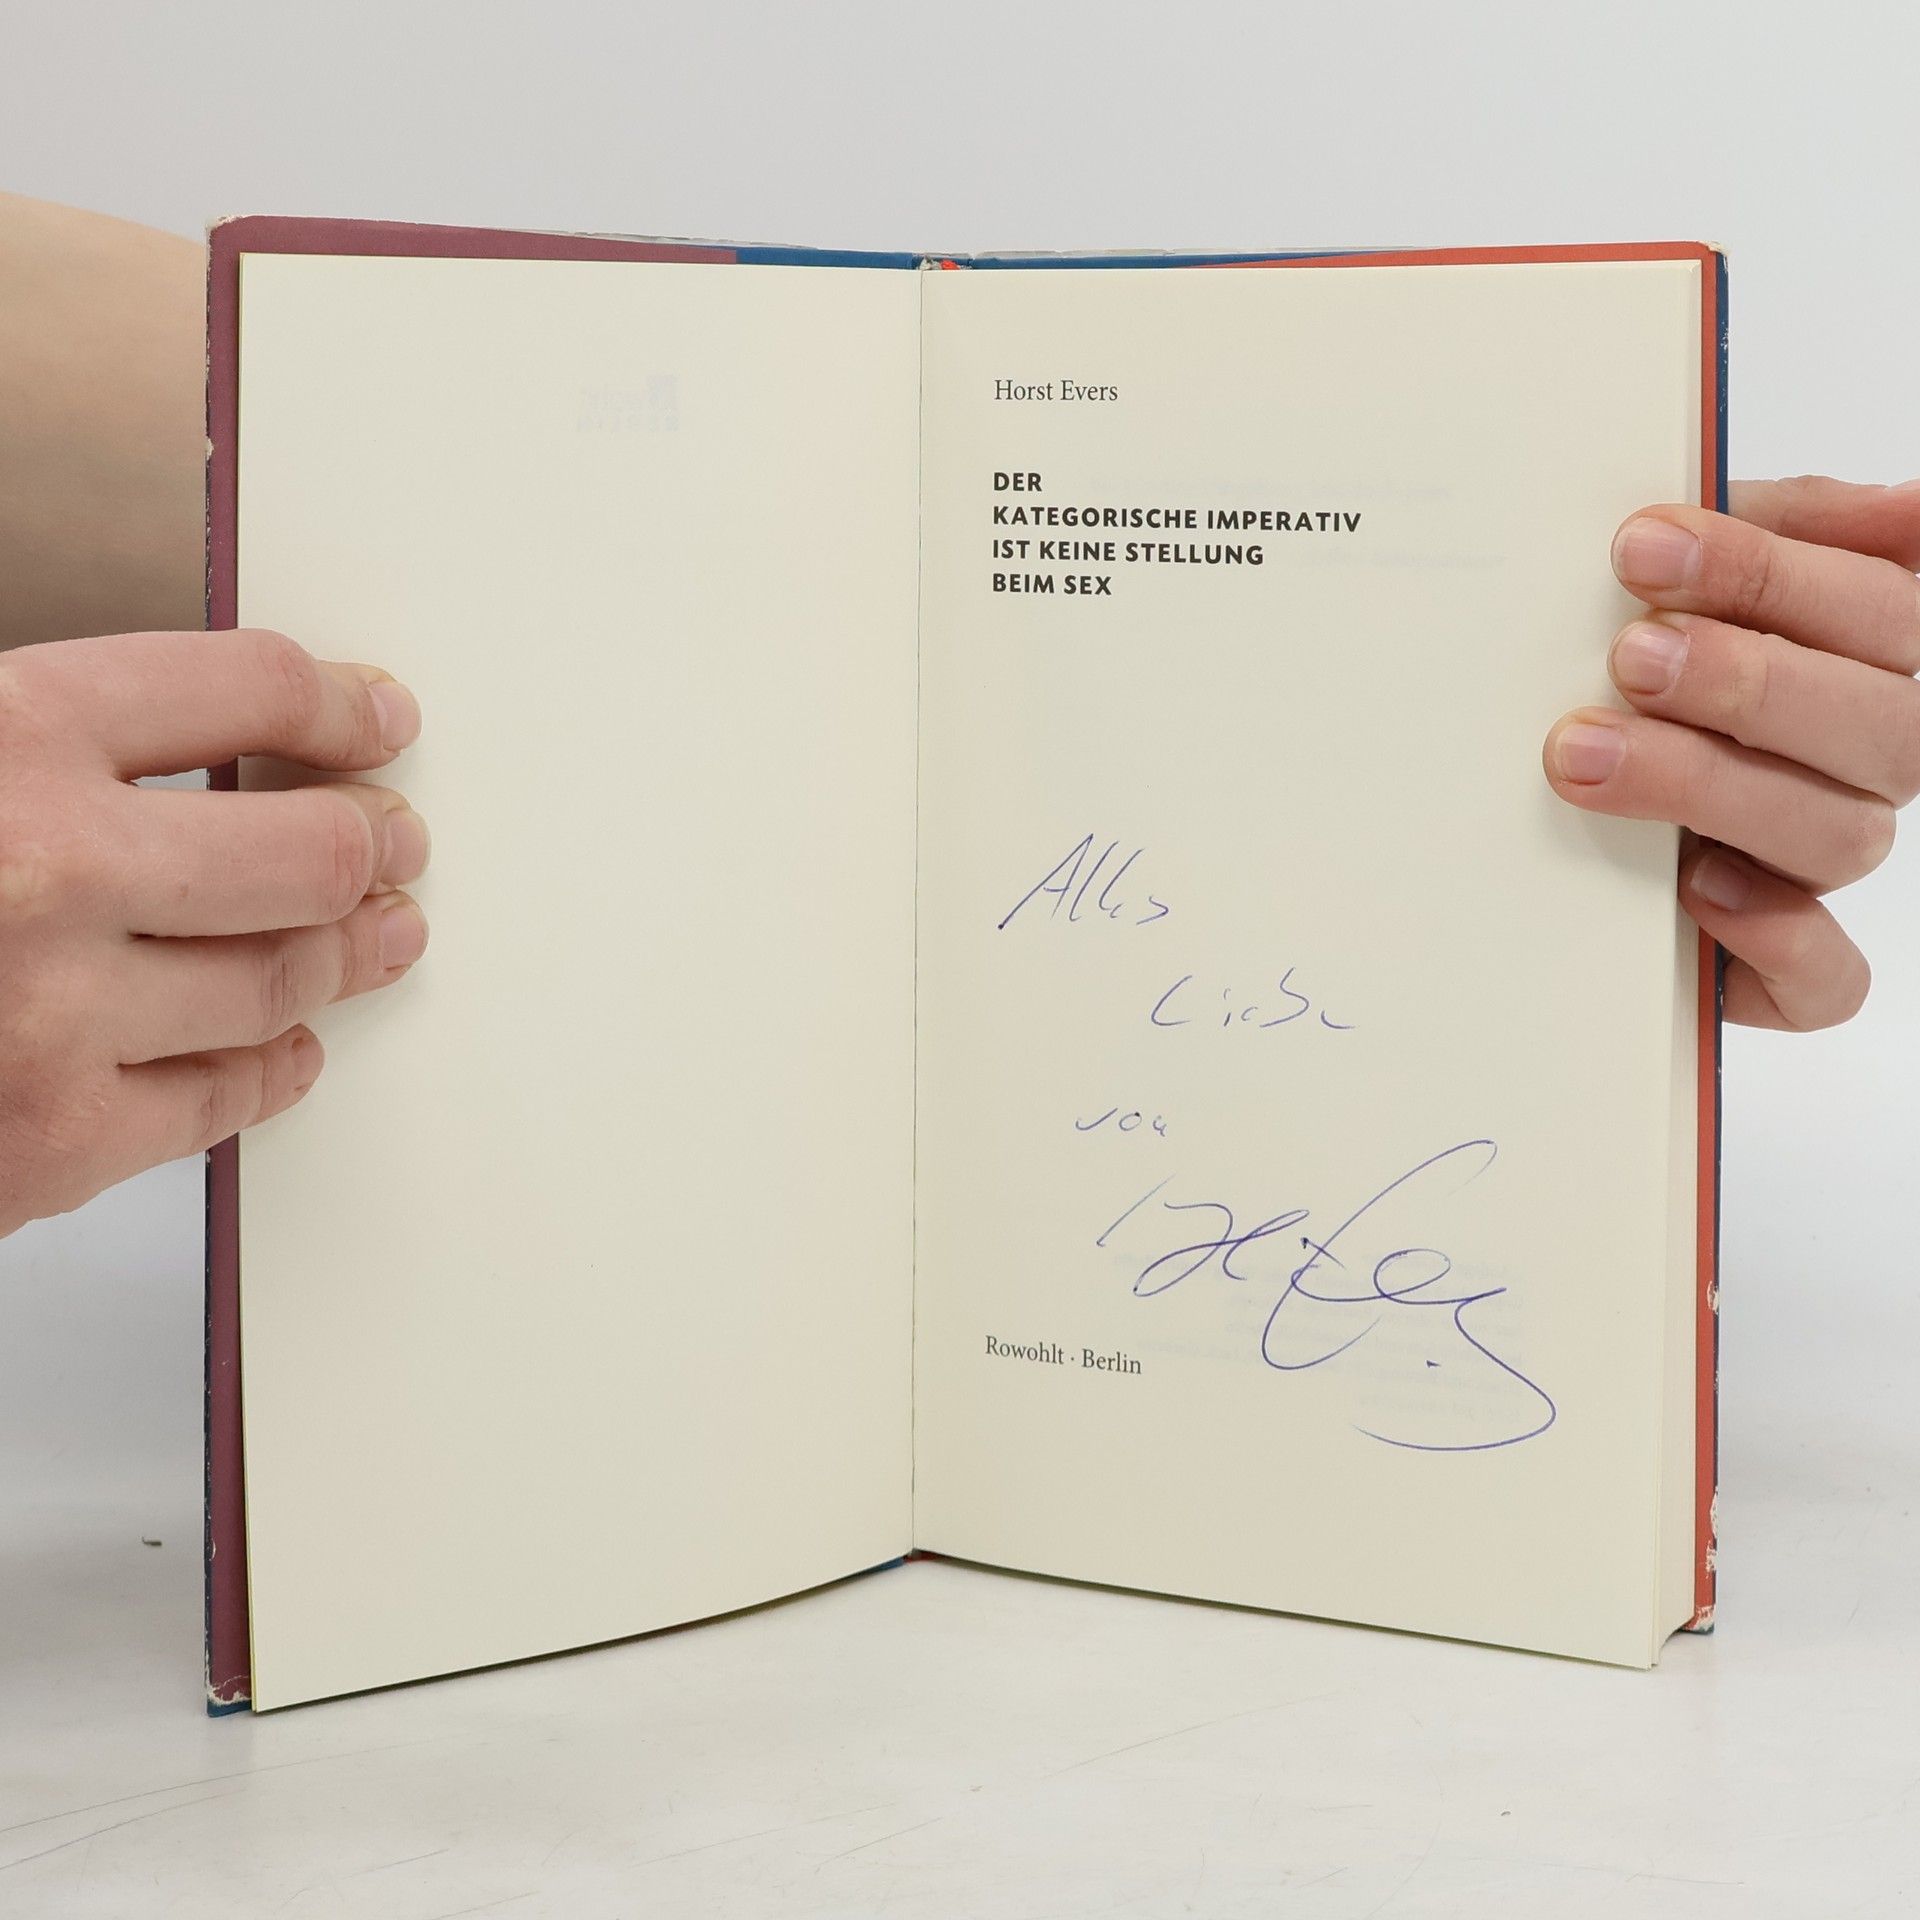 Horst Evers
DER
KATEGORISCHE IMPERATIV
IST KEINE STELLUNG
BEIM SEX
Alles
Liebe
von
Rowohlt · Berlin